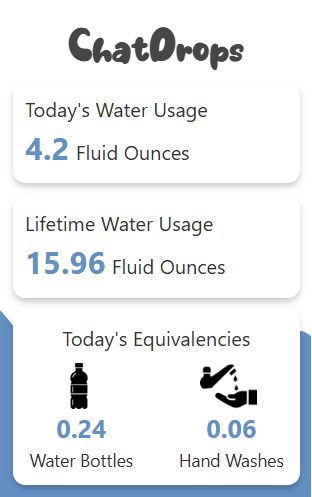 ChatDrops
Today's Water Usage
4.2 Fluid Ounces
Lifetime Water Usage
15.96 Fluid Ounces
Today's Equivalencies
0.24 0.06
Water Bottles Hand Washes